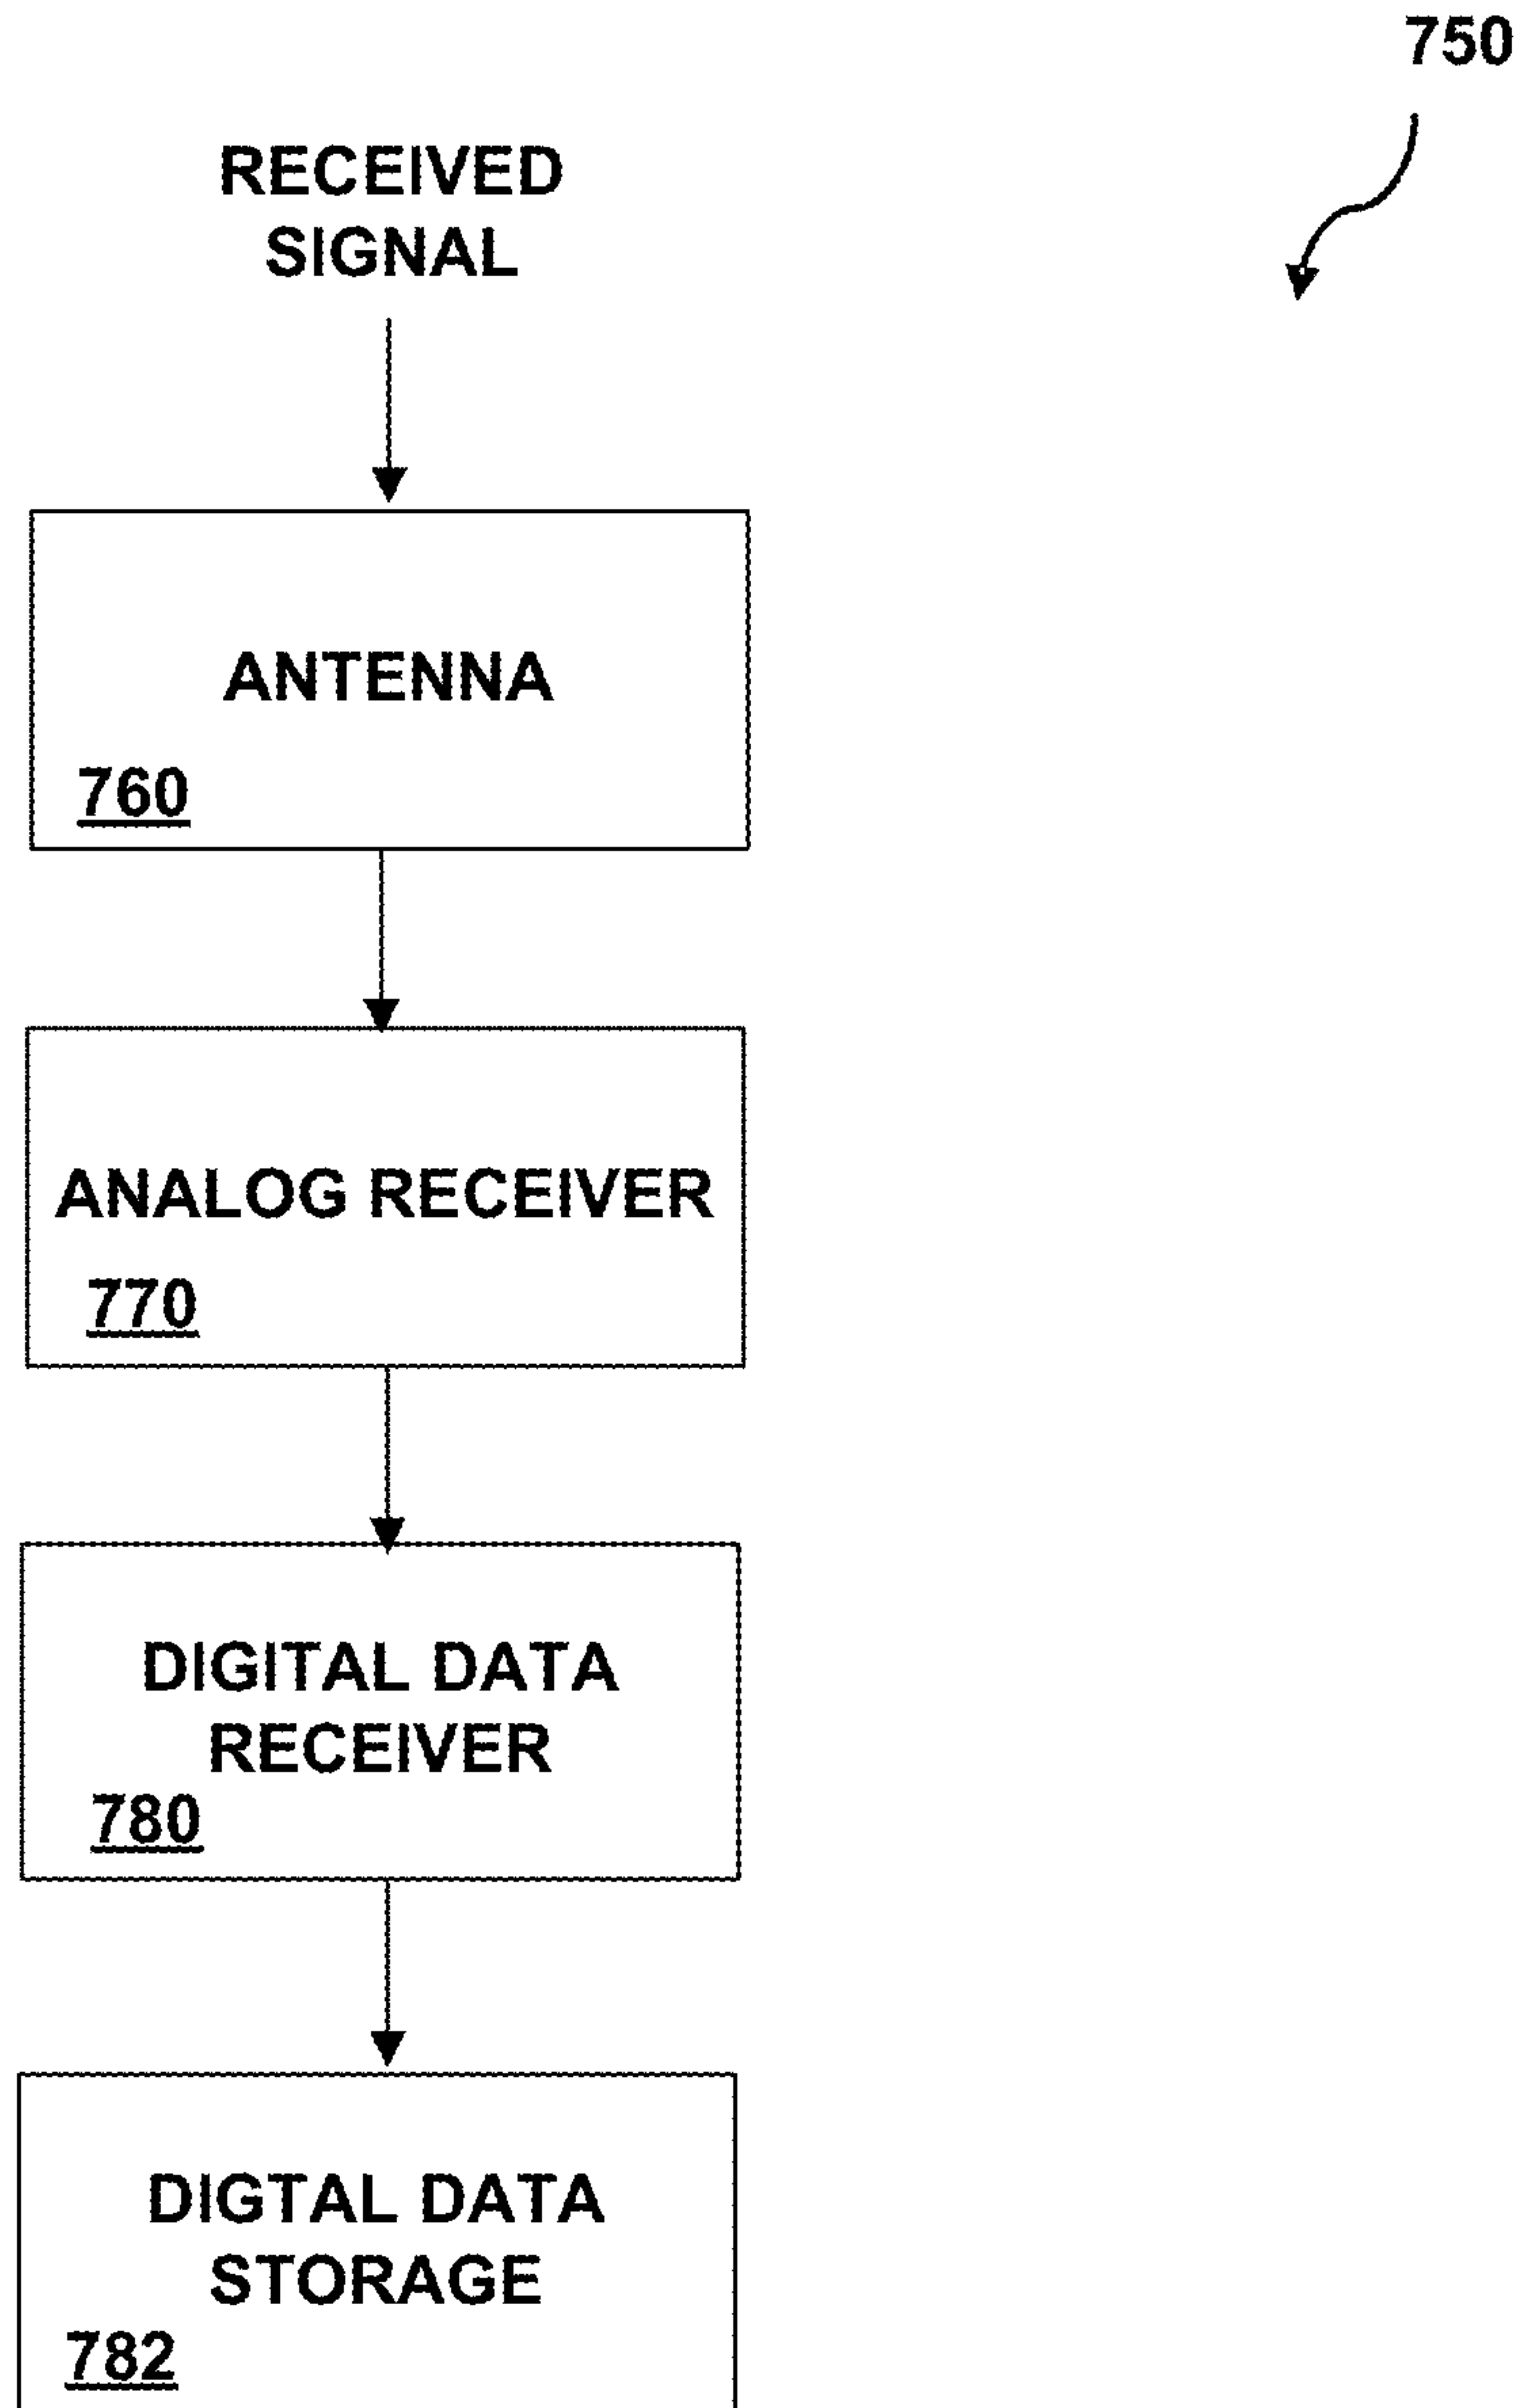 750
RECEIVED
SIGNAL
ANTENNA
760
ANALOG RECEIVER
770
DIGITAL DATA
RECEIVER
780
DIGTAL DATA
STORAGE
782